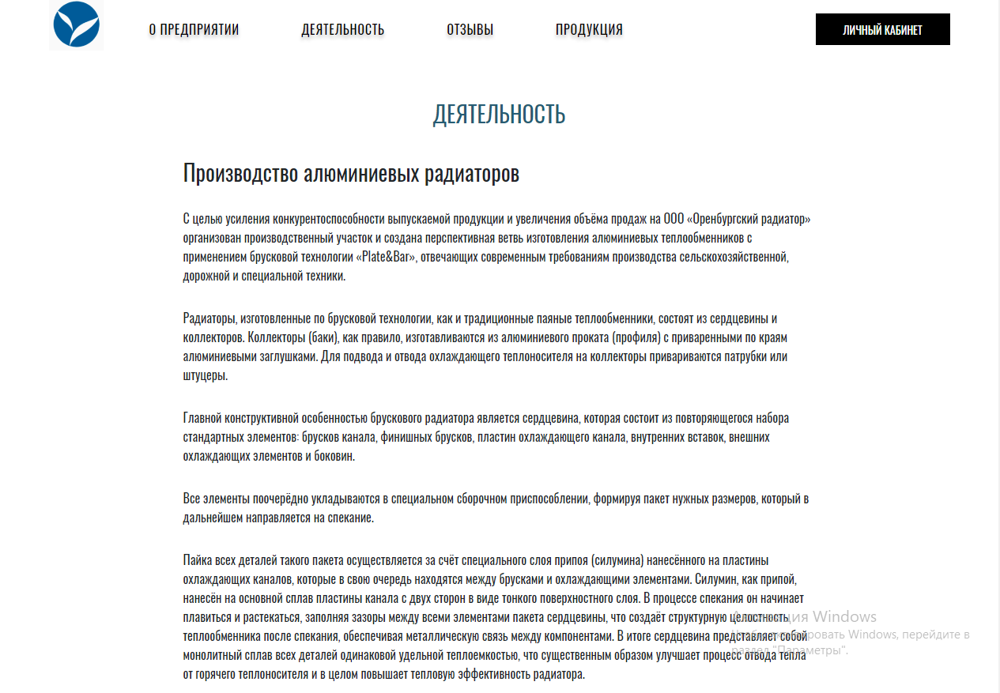 О ПРЕДПРИЯТИИ ДЕЯТЕЛЬНОСТЬ ОТЗЫВЫ ПРОДУКЦИЯ ЛИЧНЫЙ КАБИНЕТ
ДЕЯТЕЛЬНОСТЬ
Производство алюминиевых радиаторов
С целью усиления конкурентоспособности выпускаемой продукции и увеличения объёма продаж на ООО «Оренбургский радиатор»
организован производственный участок и создана перспективная ветвь изготовления алюминиевых теплообменников с
применением брусковой технологии «Plate&Bar», отвечающих современным требованиям производства сельскохозяйственной,
дорожной и специальной техники.
Радиаторы, изготовленные по брусковой технологии, как и традиционные паяные теплообменники, состоят из сердцевины и
коллекторов. Коллекторы (баки), как правило, изготавливаются из алюминиевого проката (профиля) с приваренными по краям
алюминиевыми заглушками. Для подвода и отвода охлаждающего теплоносителя на коллекторы привариваются патрубки или
штуцеры.
Главной конструктивной особенностью брускового радиатора является сердцевина, которая состоит из повторяющегося набора
стандартных элементов: брусков канала, финишных брусков, пластин охлаждающего канала, внутренних вставок, внешних
охлаждающих элементов и боковин.
Все элементы поочерёдно укладываются в специальном сборочном приспособлении, формируя пакет нужных размеров, который в
дальнейшем направляется на спекание.
Пайка всех деталей такого пакета осуществляется за счёт специального слоя припоя (силумина) нанесённого на пластины
охлаждающих каналов, которые в свою очередь находятся между брусками и охлаждающими элементами. Силумин, как припой,
нанесён на основной сплав пластины канала с двух сторон в виде тонкого поверхностного слоя. В процессе спекания он начинает
плавиться и растекаться, заполняя зазоры между всеми элементами пакета сердцевины, что создаёт структурную целостность
теплообменника после спекания, обеспечивая металлическую связь между компонентами. В итоге сердцевина представляет собой
монолитный сплав всех деталей одинаковой удельной теплоемкостью, что существенным образом улучшает процесс отвода тепла
от горячего теплоносителя и в целом повышает тепловую эффективность радиатора.
Активация Windows
Чтобы активировать Windows, перейдите в
раздел "Параметры".